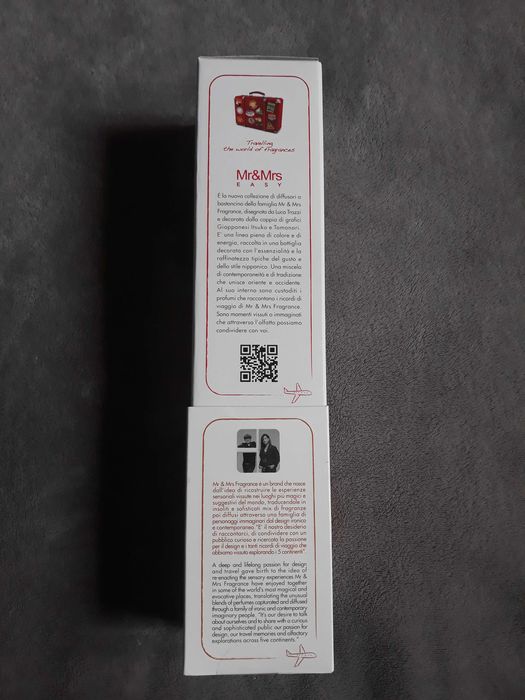 Travelling
the world of fragrances
Mr&Mrs
EASY
È la nuova collezione di diffusori a
bastoncino della famiglia Mr & Mrs
Fragrance, disegnata da Luca Trazzi
decorata dalla coppia di grafici
Giapponesi Itsuko e Tomonori.
E' una linea piena di colore e di
energia, raccolta in una bottiglia
decorata con l'essenzialità e la
raffinatezza tipiche del gusto e
dello stile nipponico. Una miscela
di contemporaneità e di tradizione
che unisce oriente e occidente.
Al suo interno sono custoditi i
profumi che raccontano i ricordi di
viaggio di Mr & Mrs Fragrance.
Sono momenti vissuti o immaginati
che attraverso l'olfatto possiamo
condividere con voi.
Mr & Mrs Fragrance è un brand che nasce
dall'idea di ricostruire le esperienze
sensoriali vissute nei luoghi più magici e
suggestivi del mondo, traducendole in
insoliti e sofisticati mix di fragranze
poi diffusi attraverso una famiglia di
personaggi immaginari dal design ironico
e contemporaneo. "E' il nostro desiderio
di raccontarci, di condividere con un
pubblico curioso e ricercato la passione
per il design e i tanti ricordi di viaggio che
abbiamo vissuto esplorando i 5 continenti".
A deep and lifelong passion for design
and travel gave birth to the idea of
re-enacting the sensory experiences Mr &
Mrs Fragrance have enjoyed together
in some of the world's most magical and
evocative places, translating the unusual
blends of perfumes capturated and diffused
through a family of ironic and contemporary
imaginary people. "It's our desire to talk
about ourselves and to share with a curious
and sophisticated public our passion for
design, our travel memories and olfactory
explorations across five continents."